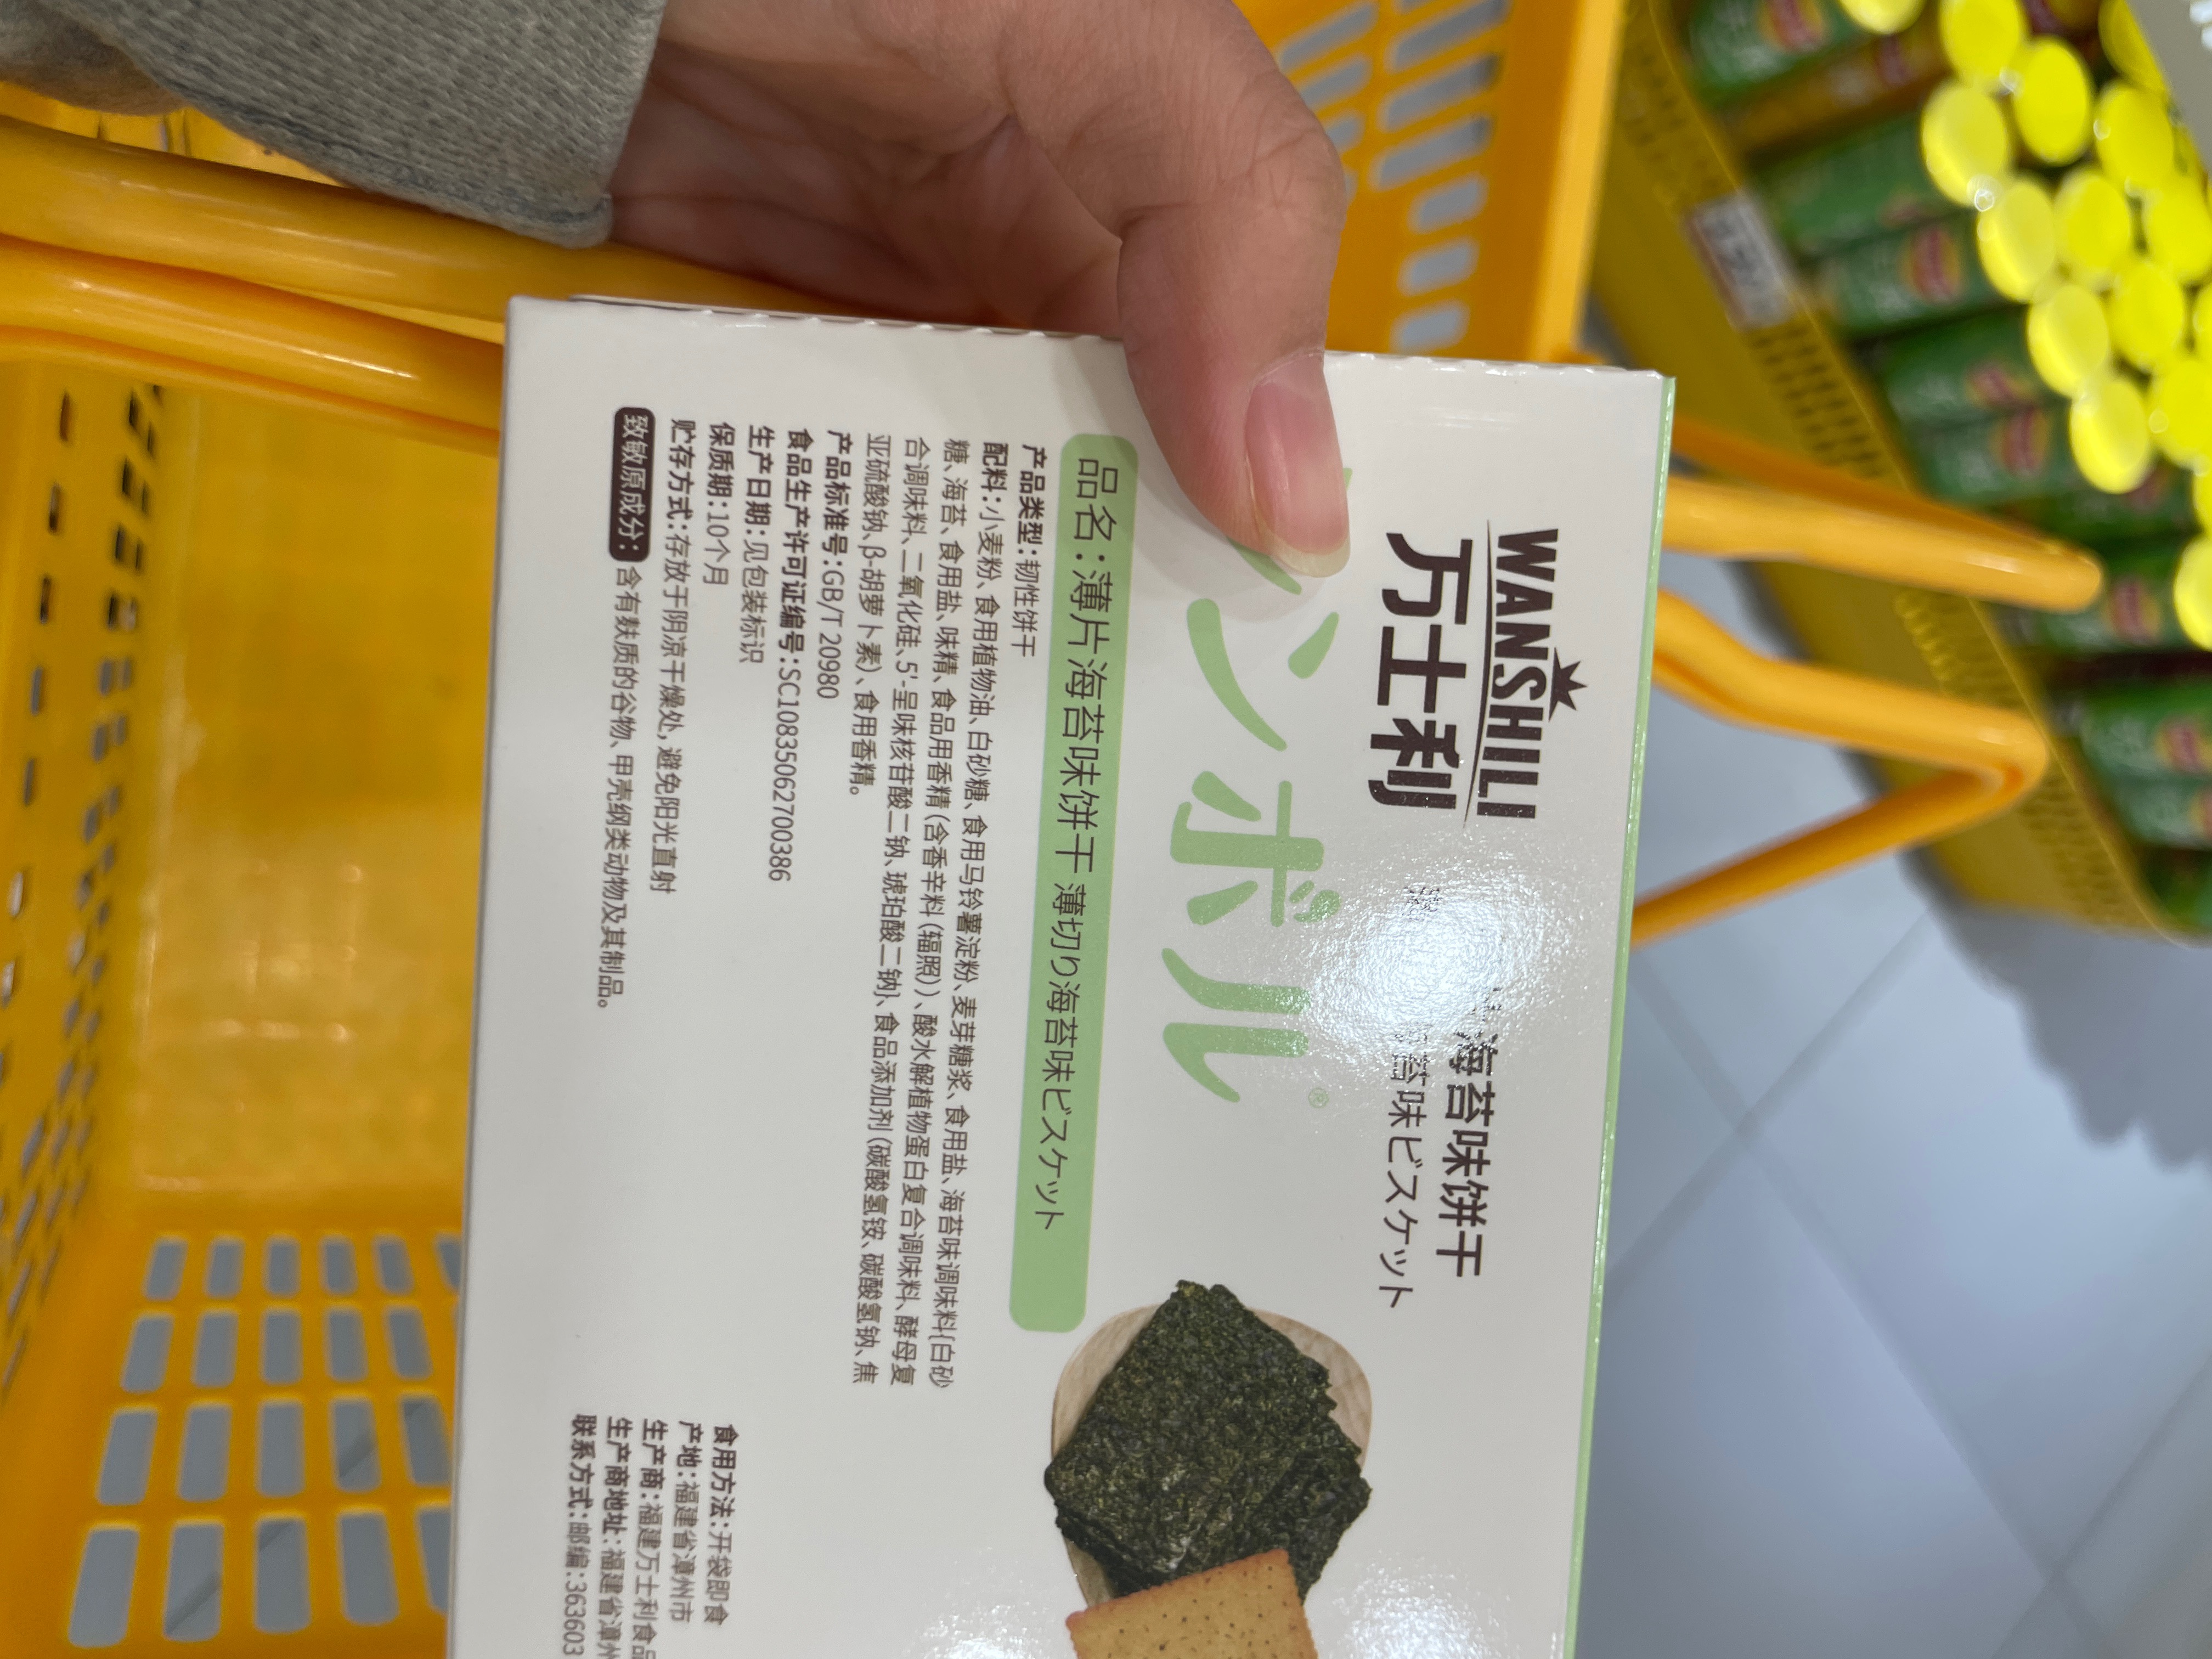 WANSHILI
万士利
海苔味饼干
苔味ビスケット
ンボル®
品名:薄片海苔味饼干 薄切り海苔味ビスケット
产品类型:韧性饼干
配料:小麦粉、食用植物油、白砂糖、食用马铃薯淀粉、麦芽糖浆、食用盐、海苔味调味料{白砂
糖、海苔、食用盐、味精、食品用香精(含香辛料(辐照))、酸水解植物蛋白复合调味料、酵母复
合调味料、二氧化硅、5'-呈味核苷酸二钠、琥珀酸二钠}、食品添加剂(碳酸氢铵、碳酸氢钠、焦
亚硫酸钠、β-胡萝卜素)、食用香精。
产品标准号:GB/T 20980
食品生产许可证编号:SC10835062700386
生产日期:见包装标识
保质期:10个月
贮存方式:存放于阴凉干燥处,避免阳光直射
致敏原成分: 含有麸质的谷物、甲壳纲类动物及其制品。
食用方法:开袋即食
产地:福建省漳州市
生产商:福建万士利食品
生产商地址:福建省漳州
联系方式:邮编:363603